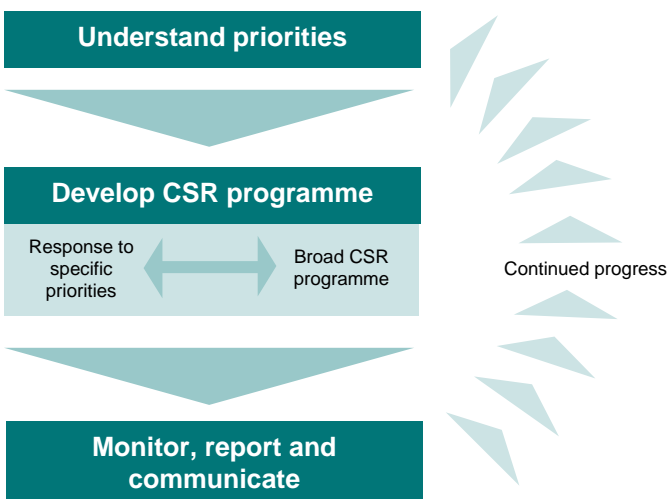 Understand priorities
Develop CSR programme
Response to
specific
priorities
Broad CSR
programme
Continued progress
Monitor, report and
communicate